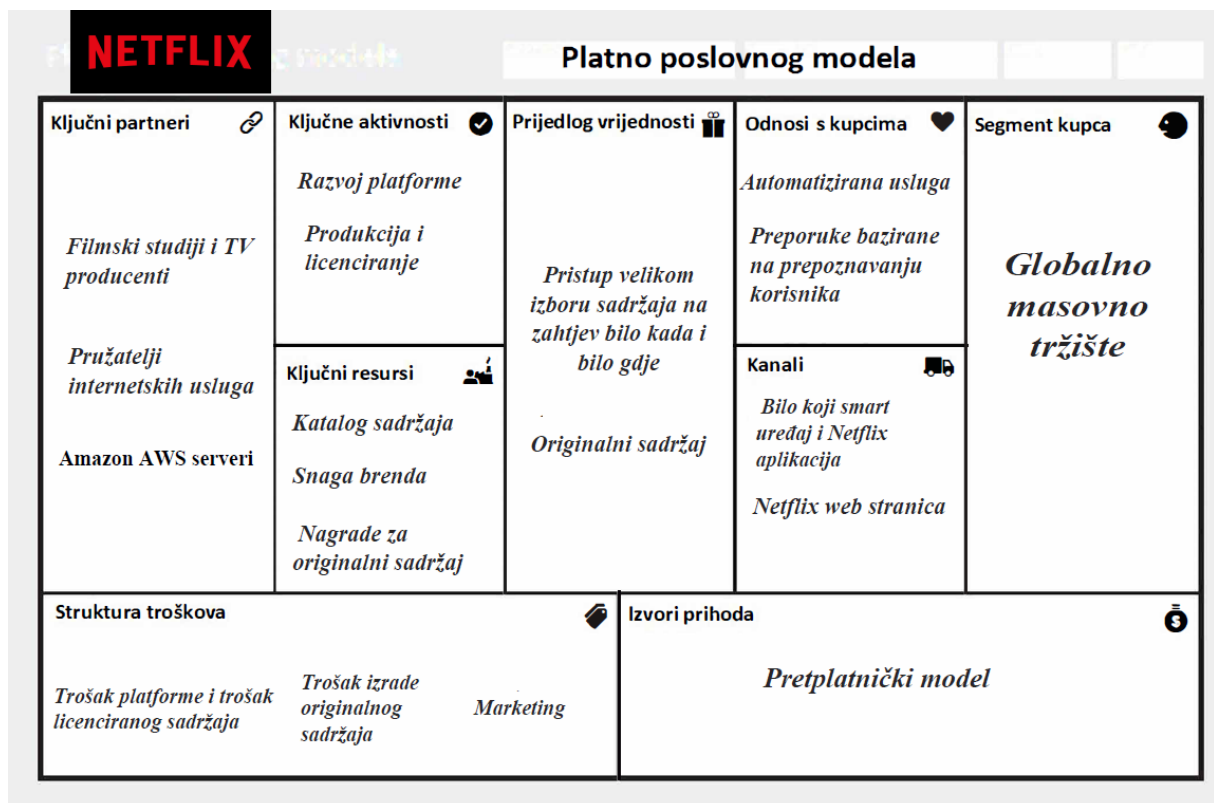 NETFLIX
Platno poslovnog modela
Ključni partneri
Filmski studiji i TV
producenti
Pružatelji
internetskih usluga
Amazon AWS serveri
Ključne aktivnosti
Razvoj platforme
Produkcija i
licenciranje
Ključni resursi
Katalog sadržaja
Snaga brenda
Nagrade za
originalni sadržaj
Prijedlog vrijednosti
Pristup velikom
izboru sadržaja na
zahtjev bilo kada i
bilo gdje
Originalni sadržaj
Odnosi s kupcima
Automatizirana usluga
Preporuke bazirane
na prepoznavanju
korisnika
Kanali
Bilo koji smart
uređaj i Netflix
aplikacija
Netflix web stranica
Segment kupca
Globalno
masovno
tržište
Struktura troškova
Trošak platforme i trošak
licenciranog sadržaja
Trošak izrade
originalnog
sadržaja
Marketing
Izvori prihoda
Pretplatnički model